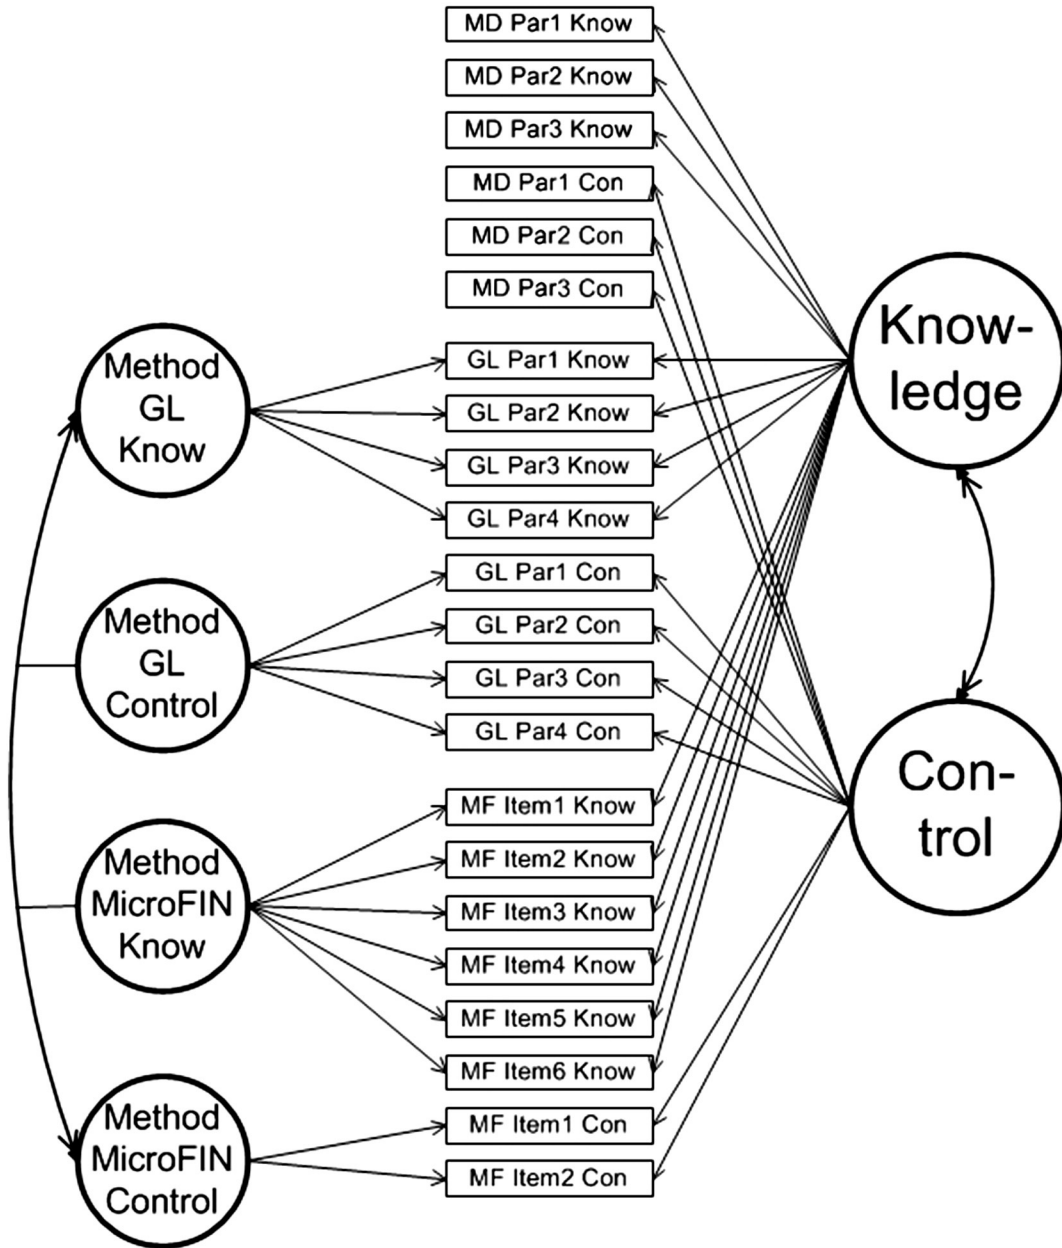 MD Par1 Know
MD Par2 Know
MD Par3 Know
MD Par1 Con
MD Par2 Con
MD Par3 Con
GL Par1 Know
GL Par2 Know
GL Par3 Know
GL Par4 Know
GL Par1 Con
GL Par2 Con
GL Par3 Con
GL Par4 Con
MF Item1 Know
MF Item2 Know
MF Item3 Know
MF Item4 Know
MF Item5 Know
MF Item6 Know
MF Item1 Con
MF Item2 Con
Method
GL
Know
Method
GL
Control
Method
MicroFIN
Know
Method
MicroFIN
Control
Know-
ledge
Con-
trol